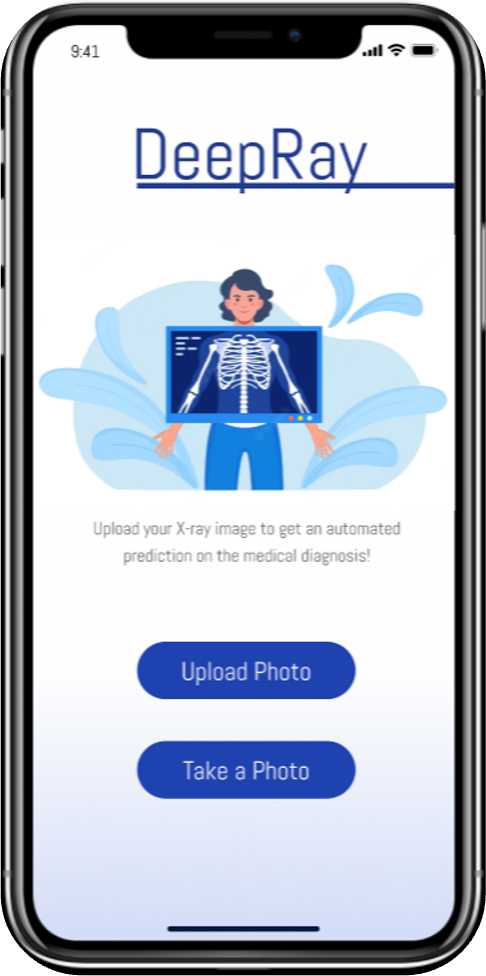 9:41
DeepRay
Upload your X-ray image to get an automated
prediction on the medical diagnosis!
Upload Photo
Take a Photo